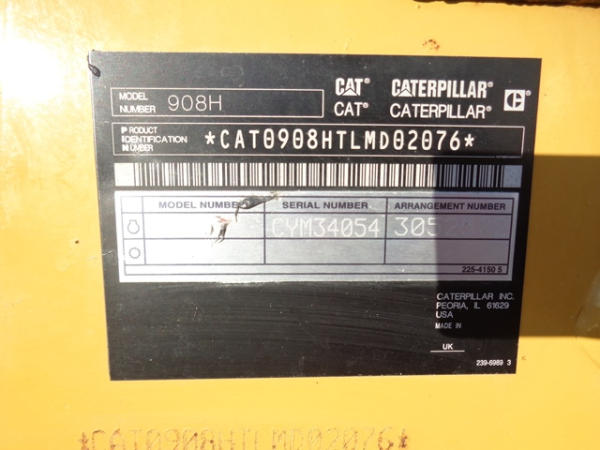 MODEL NUMBER 908H
CAT® CATERPILLAR® C
CAT® CATERPILLAR®
PRODUCT IDENTIFICATION NUMBER *CAT0908HTLMD02076*
MODEL NUMBER SERIAL NUMBER ARRANGEMENT NUMBER
CYM34054
225-4150 5
CATERPILLAR INC.
PEORIA, IL 61629
USA
MADE IN
UK
239-6989 3
*CAT0908HTLMD02076*